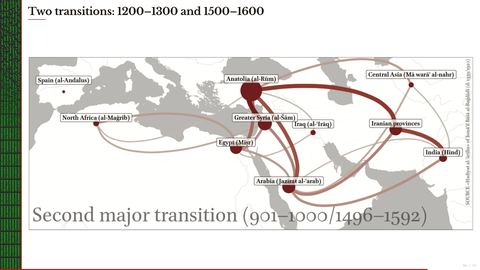 Two transitions: 1200–1300 and 1500–1600
Spain (al-Andalus)
Anatolia (al-Rūm)
Central Asia (Mā warāʾ al-nahr)
North Africa (al-Maġrib)
Greater Syria (al-Šām)
Iraq (al-ʿIrāq)
Iranian provinces
Egypt (Miṣr)
India (Hind)
Arabia (Jazīrat al-ʿarab)
Second major transition (901–1000/1496–1592)